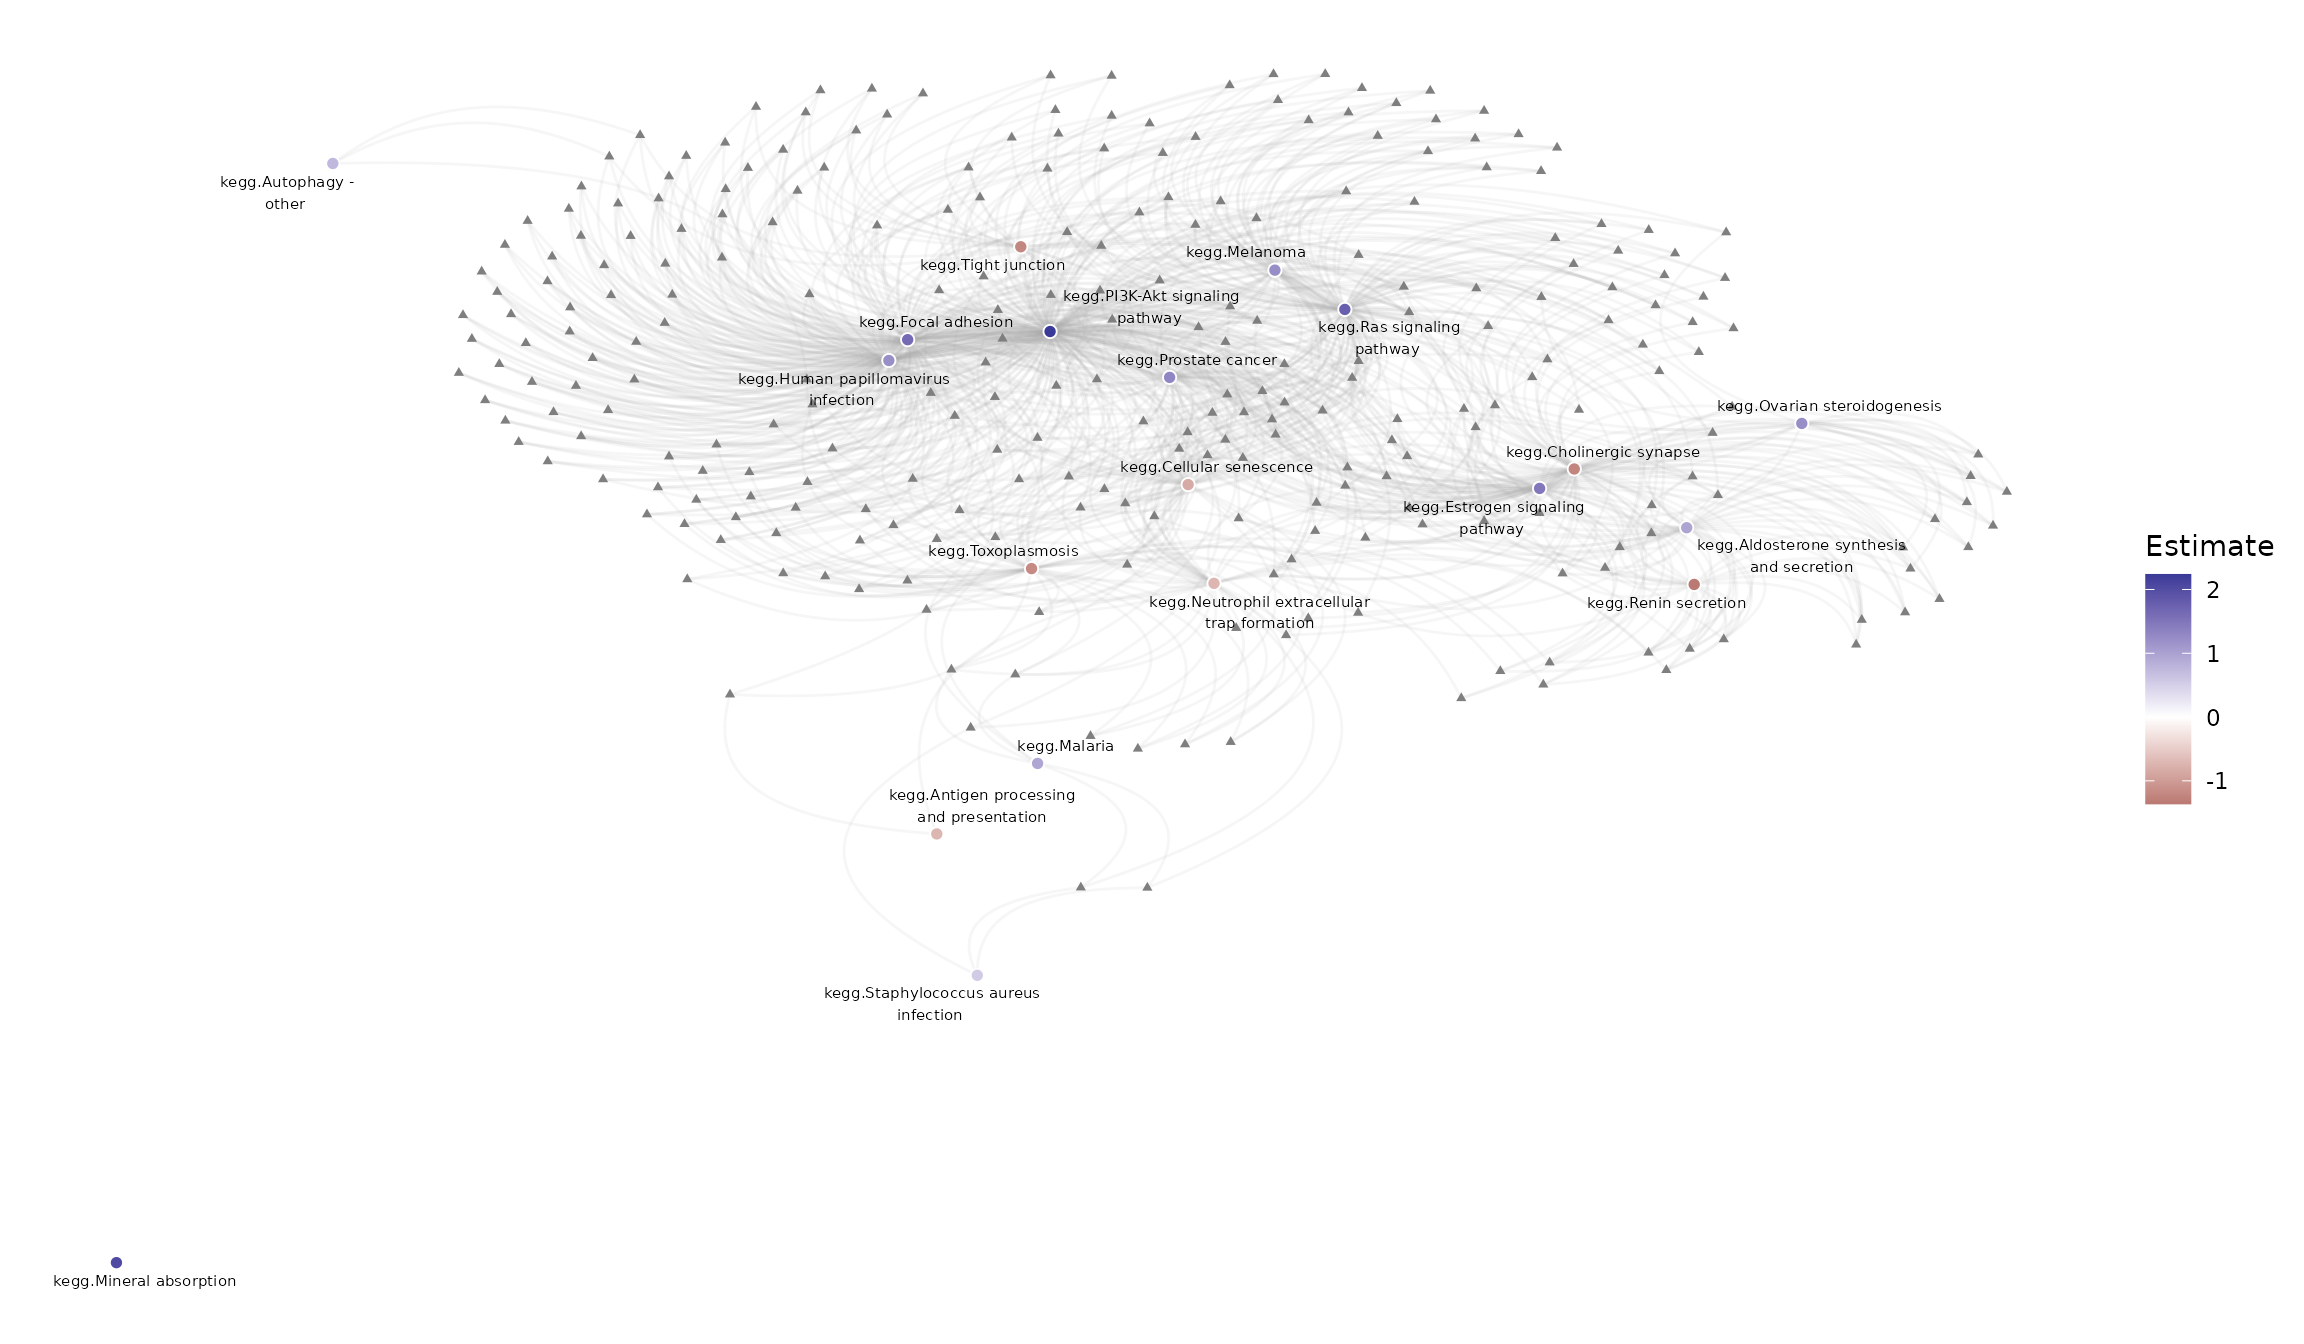 kegg.Autophagy -
other
kegg.Melanoma
kegg.Tight junction
kegg.PI3K-Akt signaling
pathway
kegg.Focal adhesion
kegg.Ras signaling
pathway
kegg.Prostate cancer
kegg.Human papillomavirus
infection
kegg.Ovarian steroidogenesis
kegg.Cholinergic synapse
kegg.Cellular senescence
kegg.Estrogen signaling
pathway
kegg.Toxoplasmosis
kegg.Aldosterone synthesis
and secretion
kegg.Neutrophil extracellular
trap formation
kegg.Renin secretion
kegg.Malaria
kegg.Antigen processing
and presentation
kegg.Staphylococcus aureus
infection
kegg.Mineral absorption
Estimate
2
1
0
-1